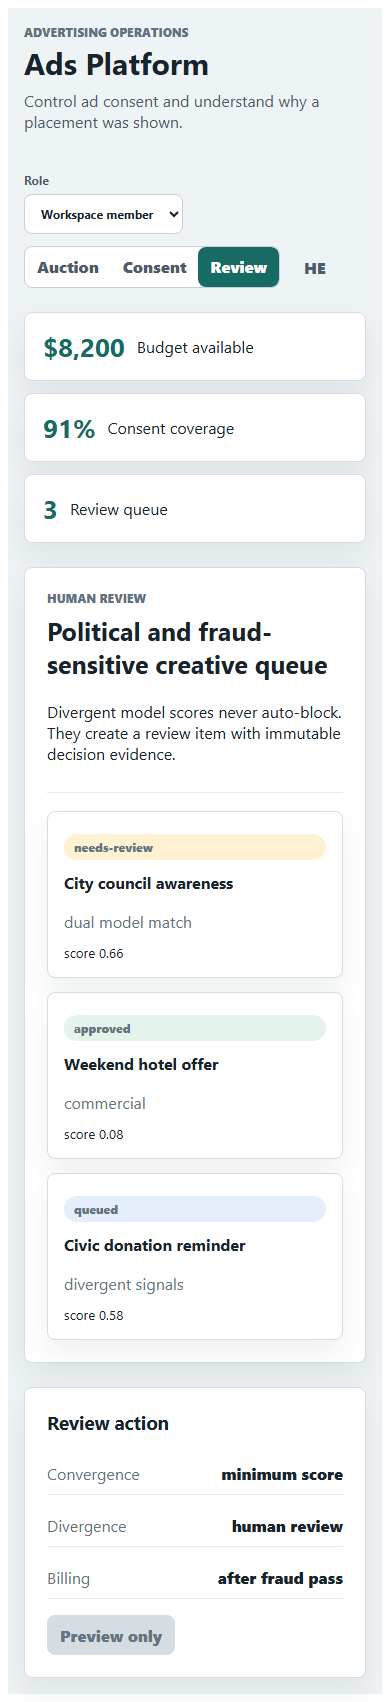 ADVERTISING OPERATIONS
Ads Platform
Control ad consent and understand why a
placement was shown.
Role
Workspace member
Auction Consent Review HE
$8,200 Budget available
91% Consent coverage
3 Review queue
HUMAN REVIEW
Political and fraud-
sensitive creative queue
Divergent model scores never auto-block.
They create a review item with immutable
decision evidence.
needs-review
City council awareness
dual model match
score 0.66
approved
Weekend hotel offer
commercial
score 0.08
queued
Civic donation reminder
divergent signals
score 0.58
Review action
Convergence minimum score
Divergence human review
Billing after fraud pass
Preview only